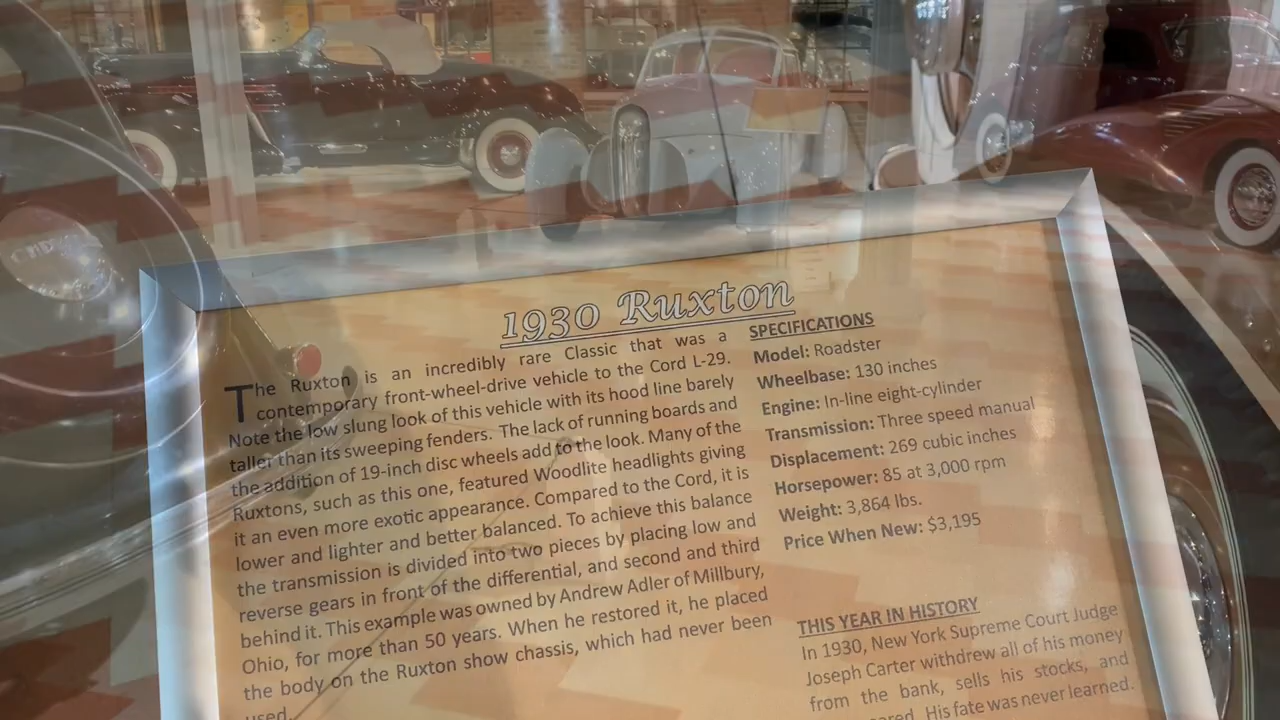 1930 Ruxton
The Ruxton is an incredibly rare Classic that was a
contemporary front-wheel-drive vehicle to the Cord L-29.
Note the low slung look of this vehicle with its hood line barely
taller than its sweeping fenders. The lack of running boards and
the addition of 19-inch disc wheels add to the look. Many of the
Ruxtons, such as this one, featured Woodlite headlights giving
it an even more exotic appearance. Compared to the Cord, it is
lower and lighter and better balanced. To achieve this balance
the transmission is divided into two pieces by placing low and
reverse gears in front of the differential, and second and third
behind it. This example was owned by Andrew Adler of Millbury,
Ohio, for more than 50 years. When he restored it, he placed
the body on the Ruxton show chassis, which had never been
used.
SPECIFICATIONS
Model: Roadster
Wheelbase: 130 inches
Engine: In-line eight-cylinder
Transmission: Three speed manual
Displacement: 269 cubic inches
Horsepower: 85 at 3,000 rpm
Weight: 3,864 lbs.
Price When New: $3,195
THIS YEAR IN HISTORY
In 1930, New York Supreme Court Judge
Joseph Carter withdrew all of his money
from the bank, sells his stocks, and
His fate was never learned.